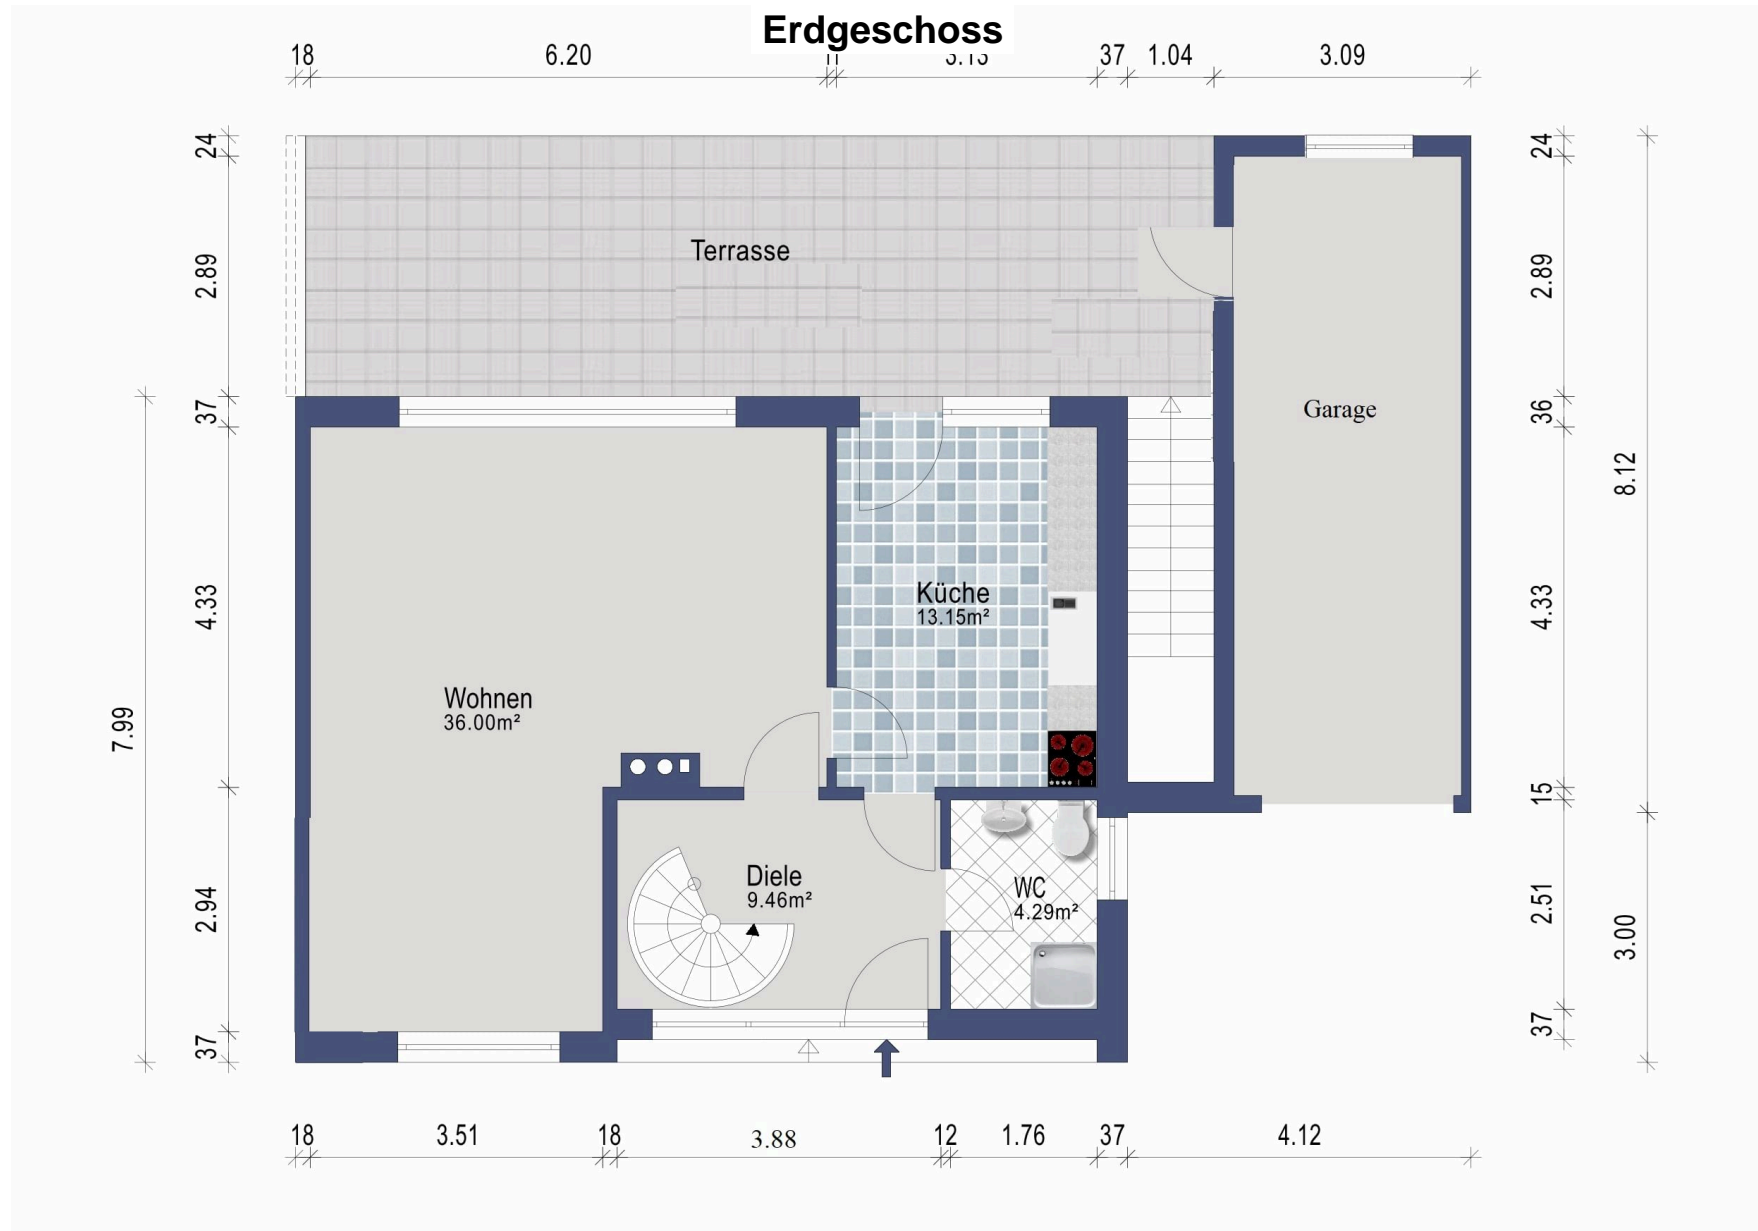 Erdgeschoss
18 6.20 11 3.13 37 1.04 3.09
24
24
2.89
2.89
Terrasse
37
36
Garage
8.12
4.33
4.33
Küche
13.15m²
Wohnen
36.00m²
7.99
15
Diele
9.46m²
WC
4.29m²
2.94
2.51
3.00
37
37
18 3.51 18 3.88 12 1.76 37 4.12